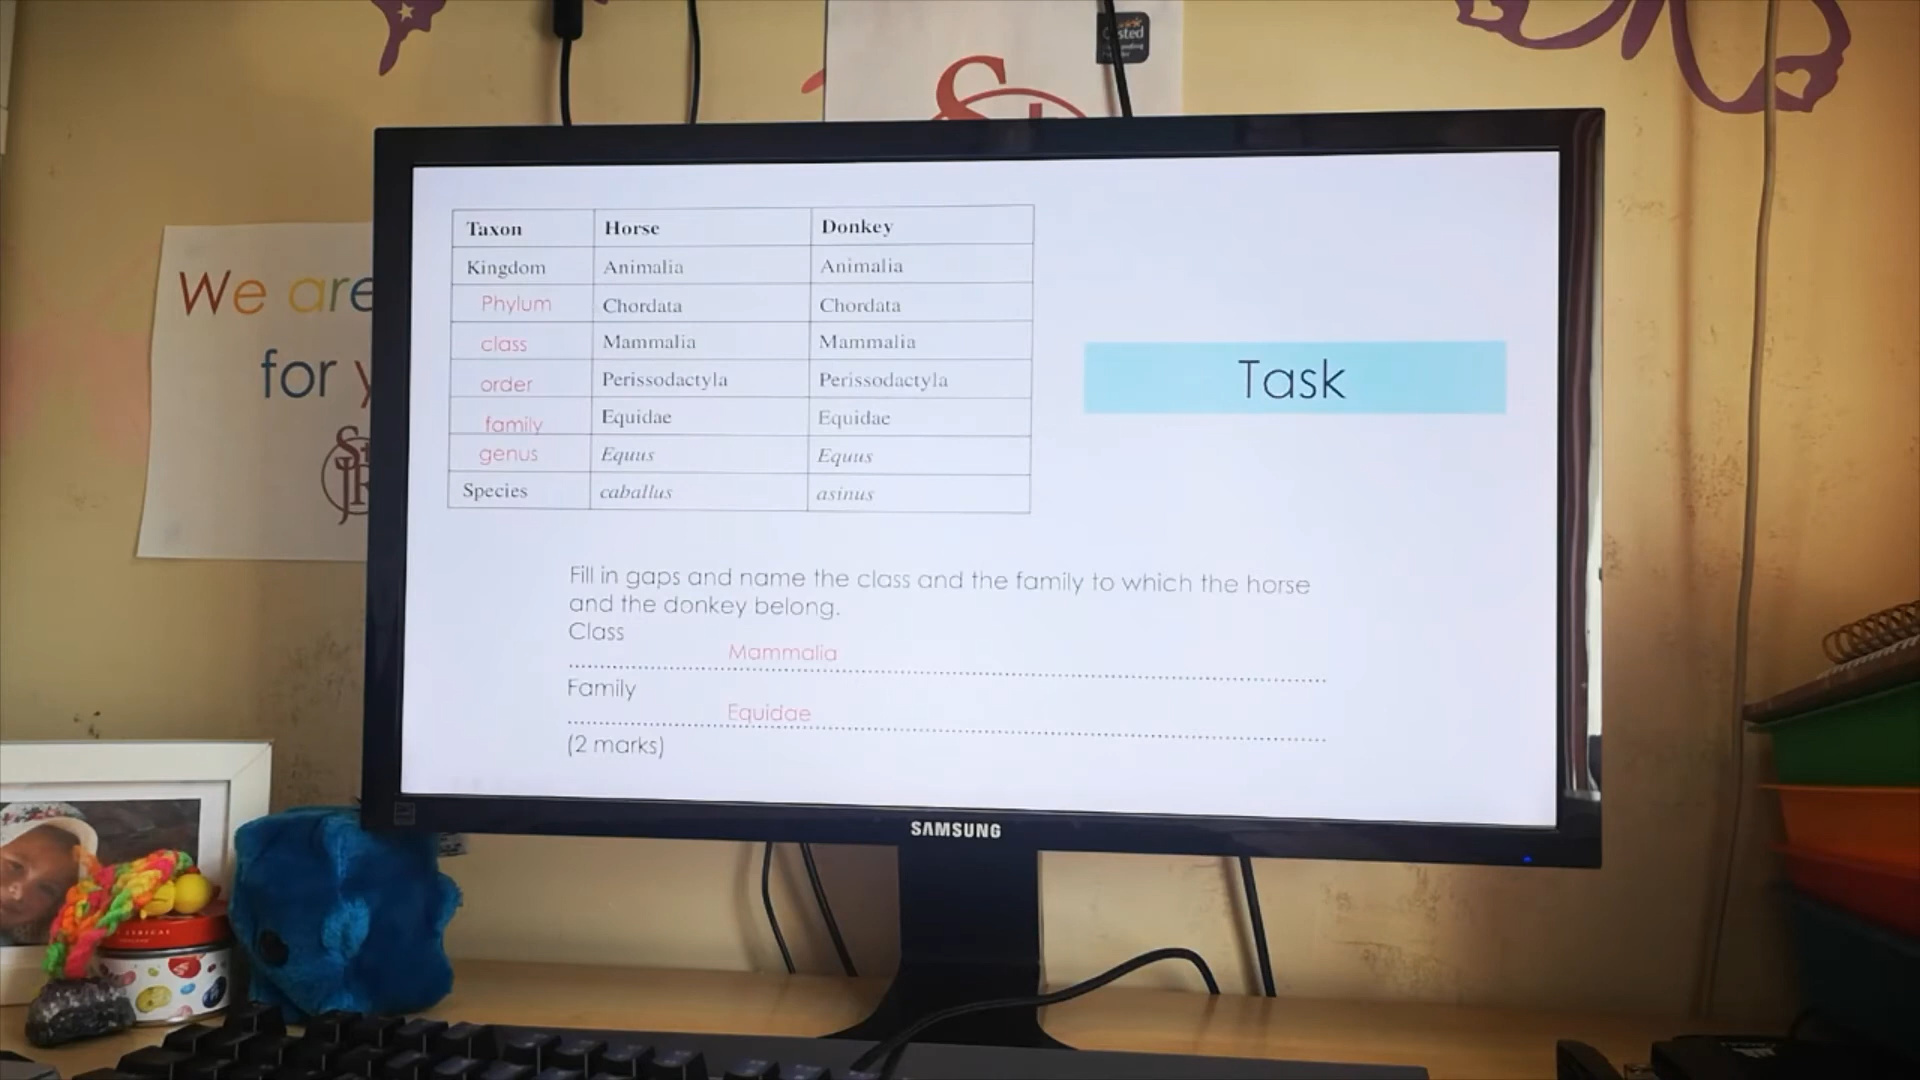 We are
for
sted
Taxon Horse Donkey
Kingdom Animalia Animalia
Phylum Chordata Chordata
class Mammalia Mammalia
order Perissodactyla Perissodactyla
family Equidae Equidae
genus Equus Equus
Species caballus asinus
Task
Fill in gaps and name the class and the family to which the horse
and the donkey belong.
Class
Mammalia
Family
Equidae
(2 marks)
SAMSUNG